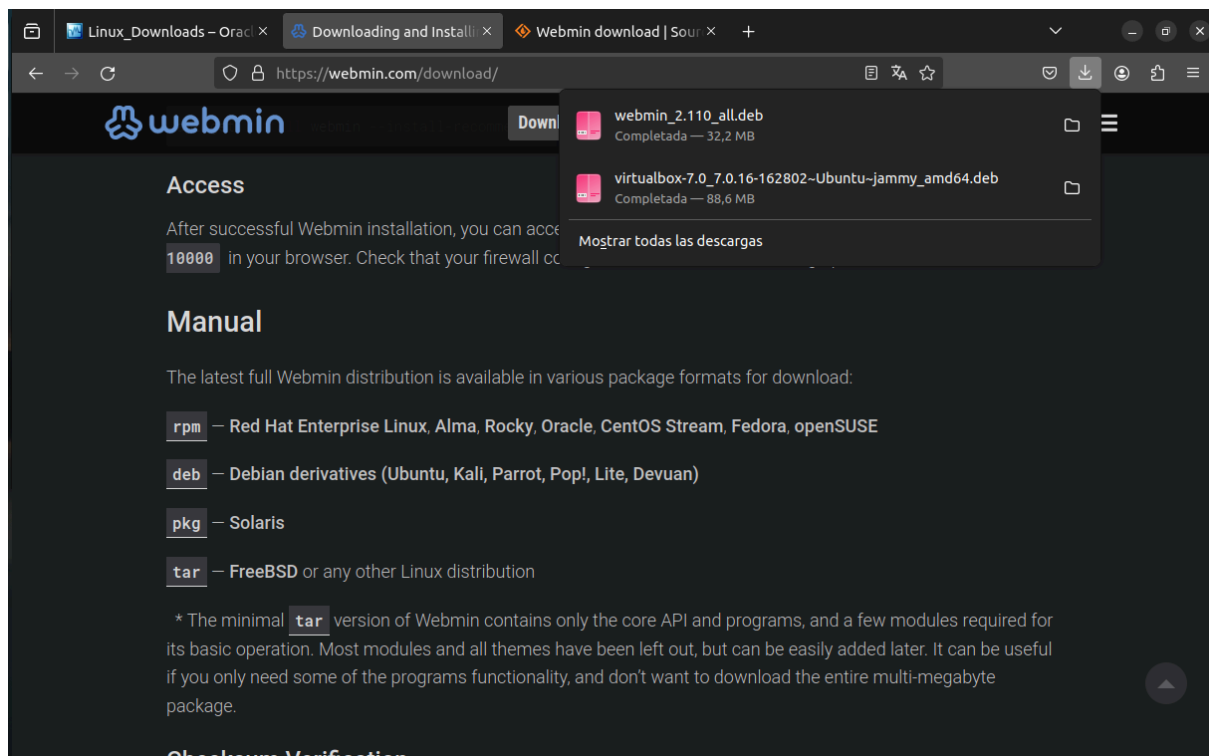 Linux_Downloads – Oracl
Downloading and Installi
Webmin download | Sour
https://webmin.com/download/
webmin
Downl
webmin_2.110_all.deb
Completada — 32,2 MB
virtualbox-7.0_7.0.16-162802~Ubuntu~jammy_amd64.deb
Completada — 88,6 MB
Mostrar todas las descargas
Access
After successful Webmin installation, you can acce
10000 in your browser. Check that your firewall co
Manual
The latest full Webmin distribution is available in various package formats for download:
rpm — Red Hat Enterprise Linux, Alma, Rocky, Oracle, CentOS Stream, Fedora, openSUSE
deb — Debian derivatives (Ubuntu, Kali, Parrot, Pop!, Lite, Devuan)
pkg — Solaris
tar — FreeBSD or any other Linux distribution
* The minimal tar version of Webmin contains only the core API and programs, and a few modules required for
its basic operation. Most modules and all themes have been left out, but can be easily added later. It can be useful
if you only need some of the programs functionality, and don't want to download the entire multi-megabyte
package.
Checksum Verification